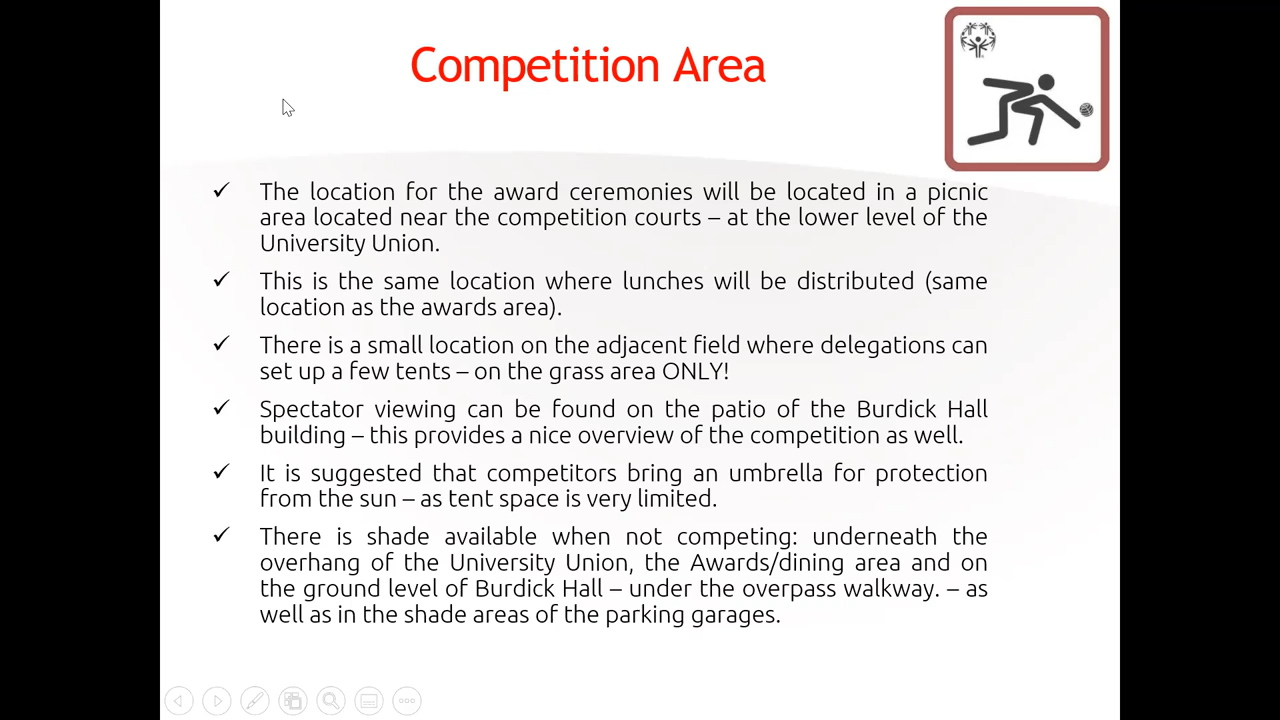 Competition Area
✓ The location for the award ceremonies will be located in a picnic
area located near the competition courts – at the lower level of the
University Union.
✓ This is the same location where lunches will be distributed (same
location as the awards area).
✓ There is a small location on the adjacent field where delegations can
set up a few tents – on the grass area ONLY!
✓ Spectator viewing can be found on the patio of the Burdick Hall
building – this provides a nice overview of the competition as well.
✓ It is suggested that competitors bring an umbrella for protection
from the sun – as tent space is very limited.
✓ There is shade available when not competing: underneath the
overhang of the University Union, the Awards/dining area and on
the ground level of Burdick Hall – under the overpass walkway. – as
well as in the shade areas of the parking garages.